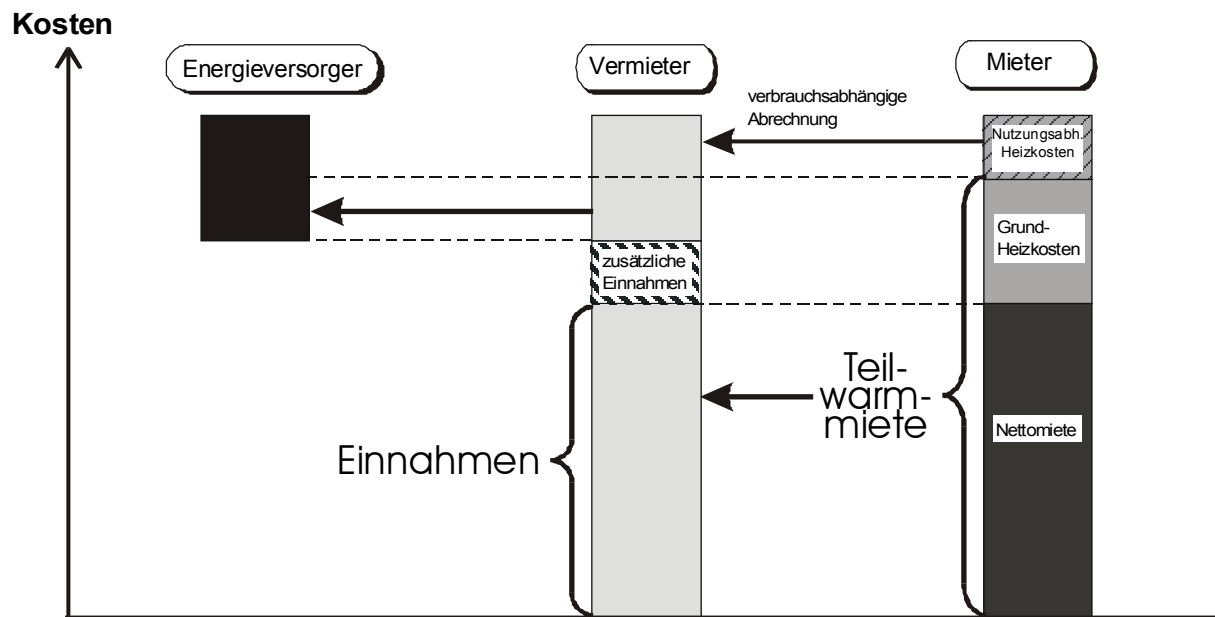 Kosten
Energieversorger
Vermieter
Mieter
verbrauchsabhängige
Abrechnung
Nutzungsabh.
Heizkosten
Grund-
Heizkosten
zusätzliche
Einnahmen
Teil-
warm-
miete
Nettomiete
Einnahmen